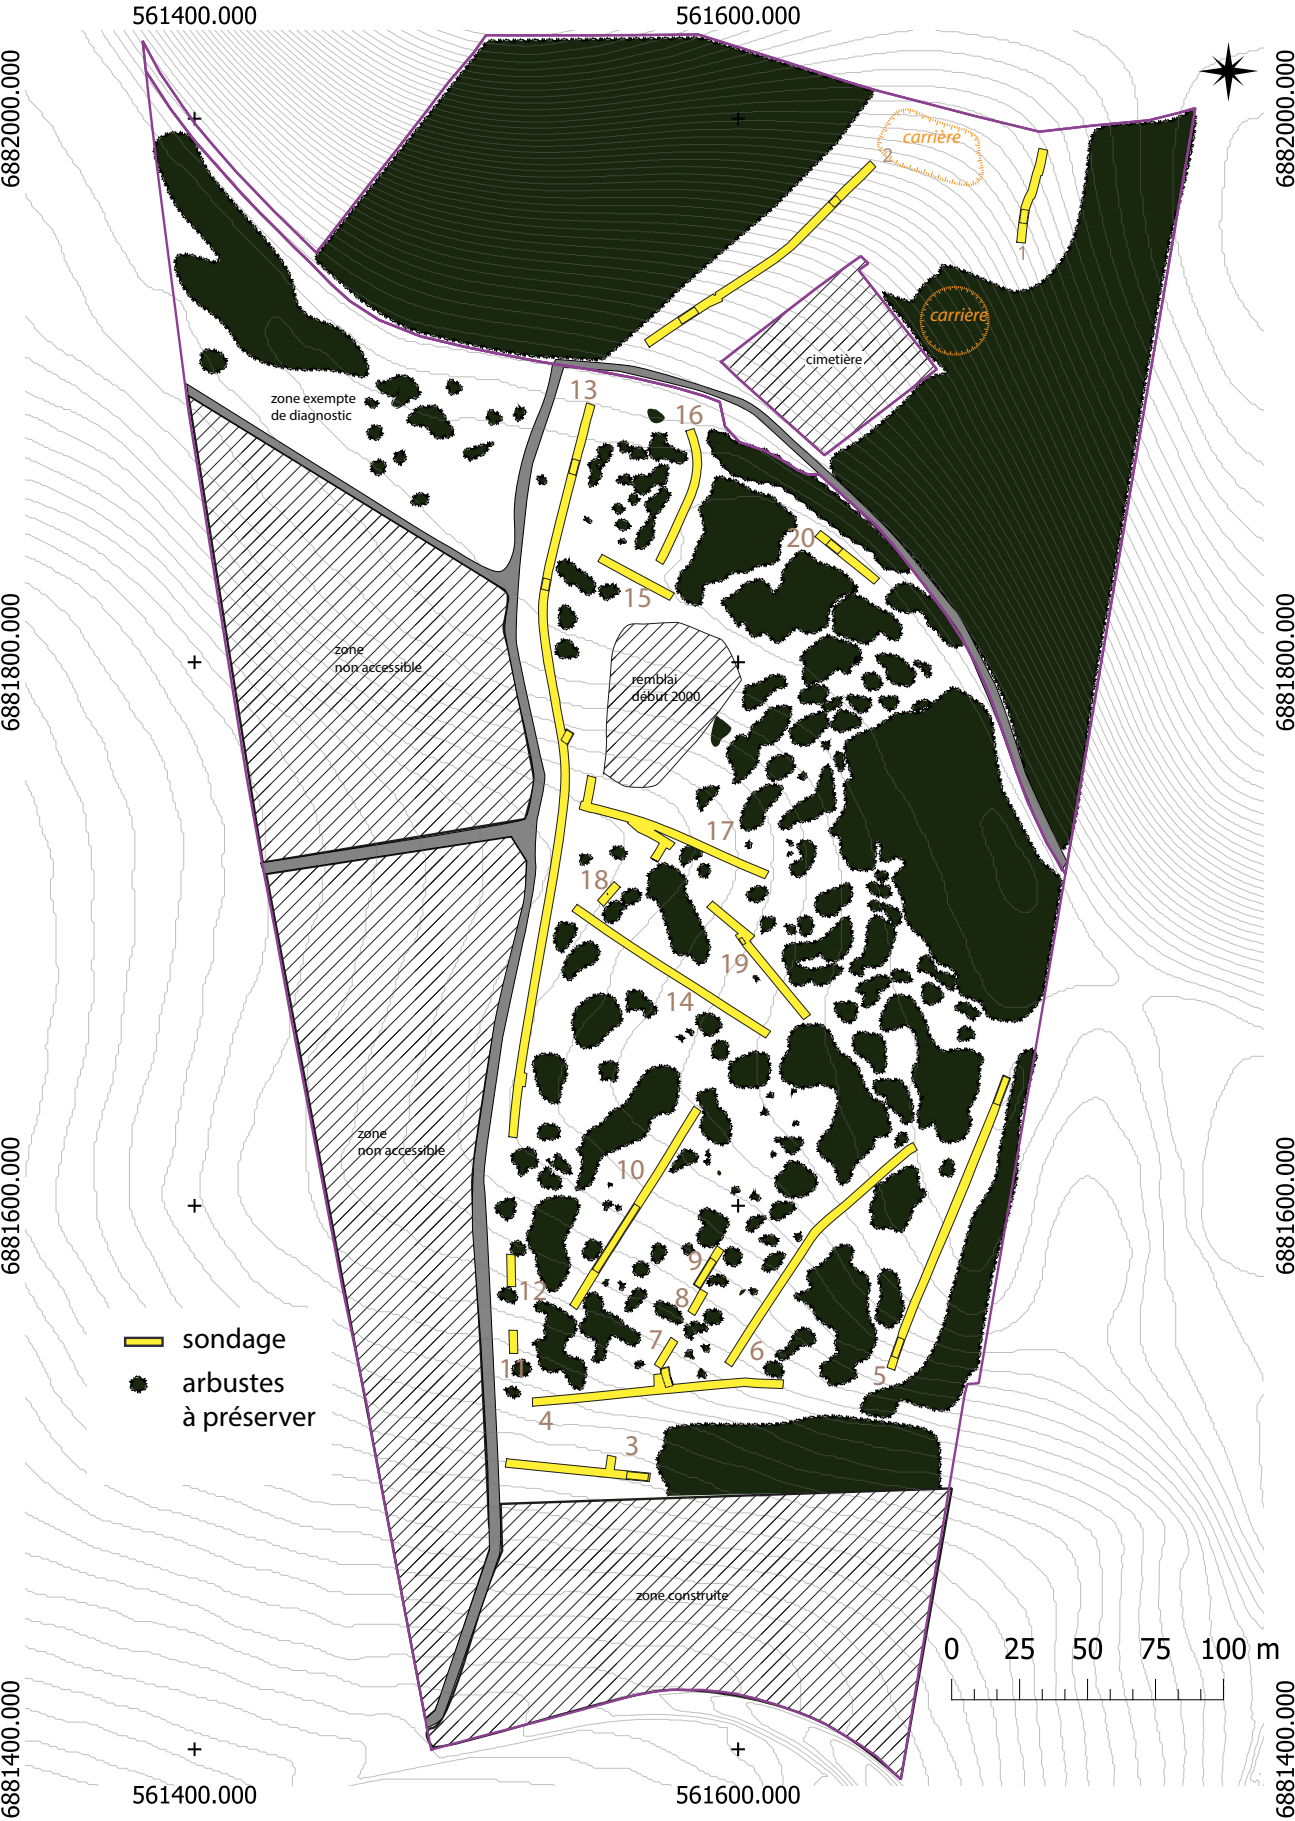 561400.000
561600.000
6882000.000
6882000.000
carrière
2
1
carrière
cimetière
13
16
zone exempte
de diagnostic
20
15
6881800.000
6881800.000
zone
non accessible
remblai
début 2000
17
18
19
14
zone
non accessible
10
6881600.000
6881600.000
9
12
8
7
6
11
5
sondage
arbustes
à préserver
4
3
zone construite
0 25 50 75 100 m
6881400.000
6881400.000
561400.000
561600.000